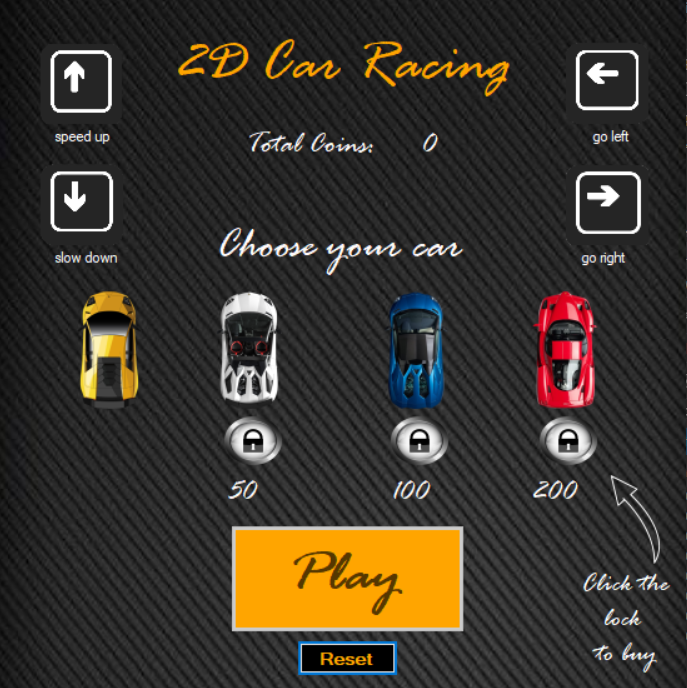 2D Car Racing
speed up
go left
Total Coins: 0
slow down
go right
Choose your car
50
100
200
Play
Click the
lock
to buy
Reset